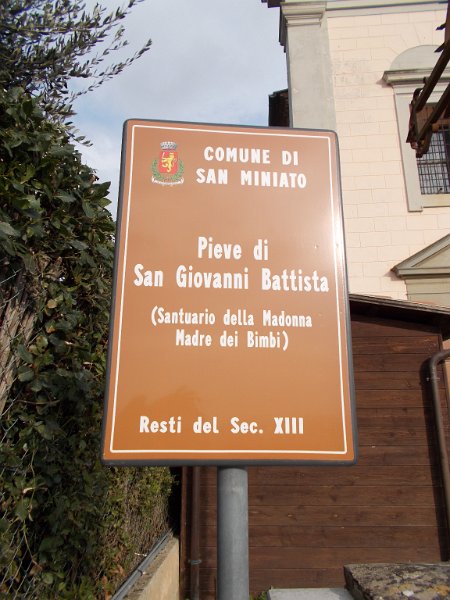 COMUNE DI
SAN MINIATO
Pieve di
San Giovanni Battista
(Santuario della Madonna
Madre dei Bimbi)
Resti del Sec. XIII